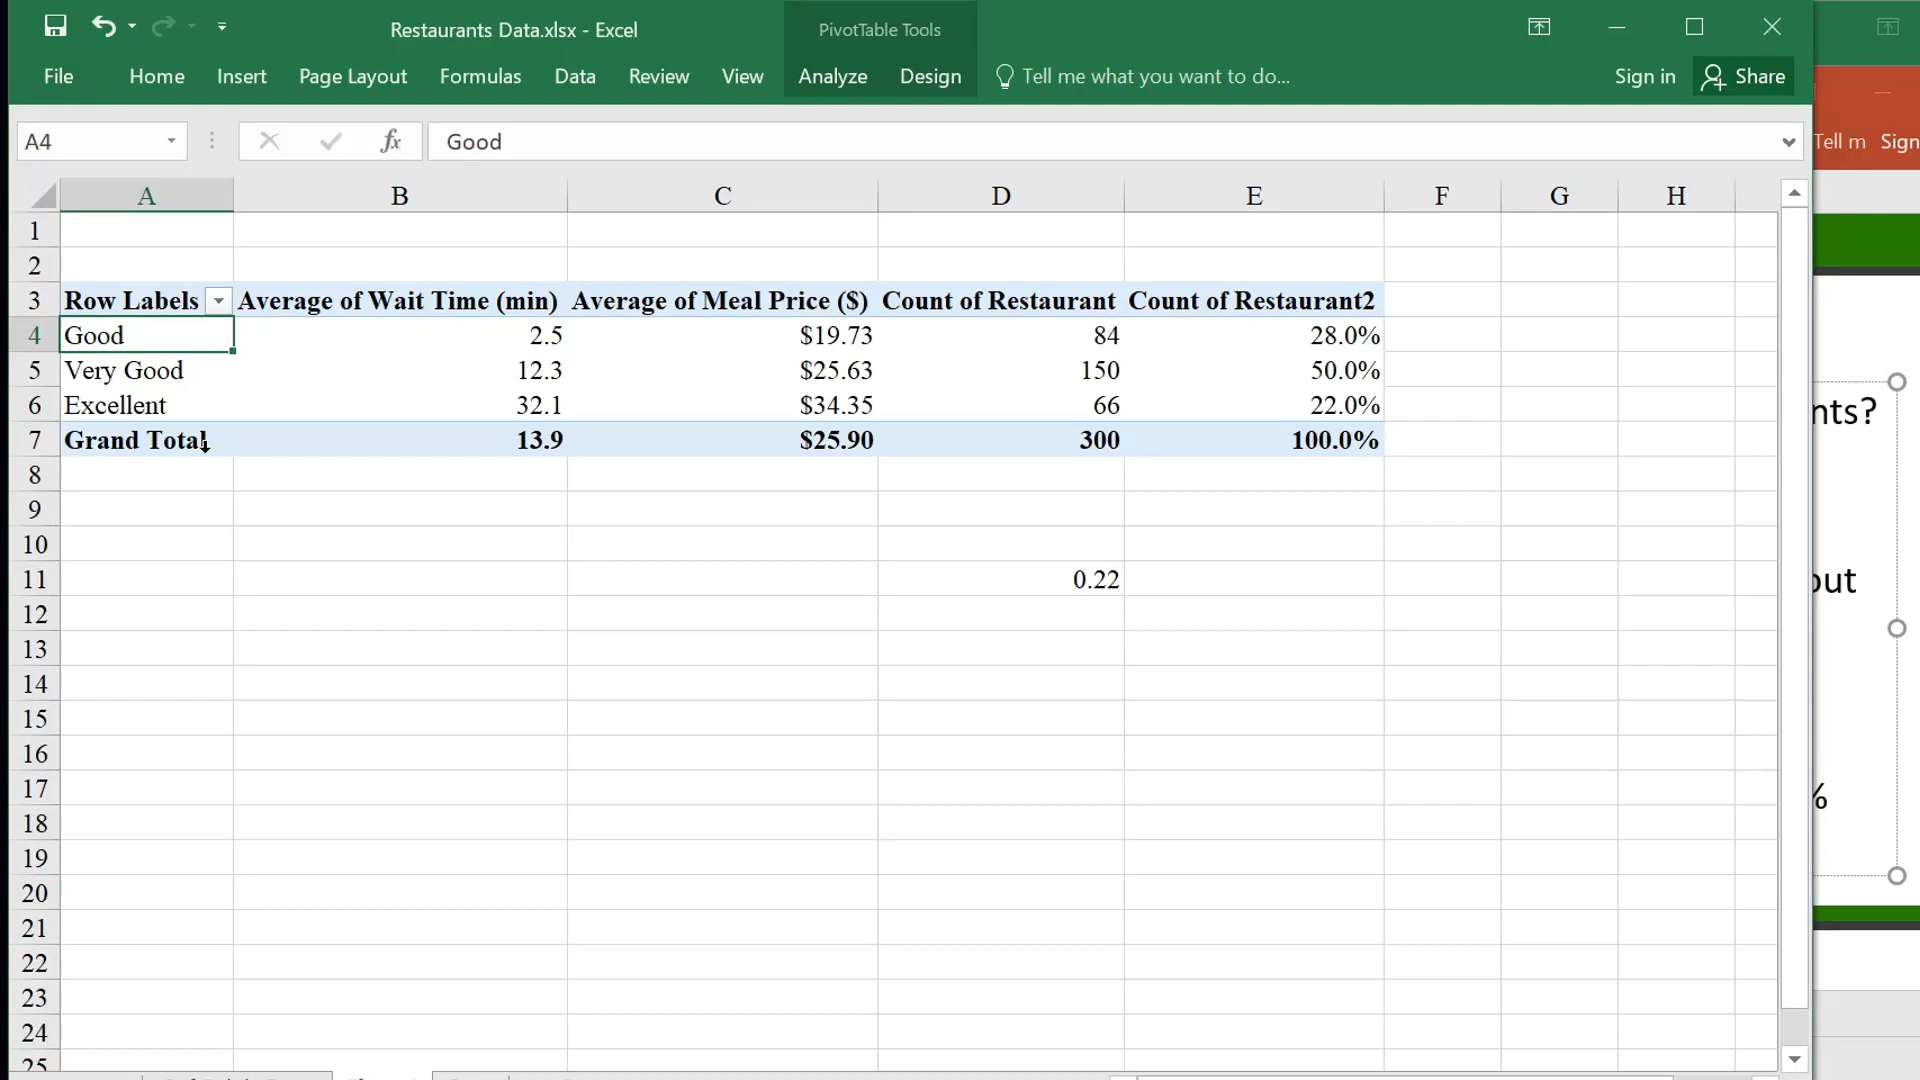 Restaurants Data.xlsx - Excel
PivotTable Tools
File Home Insert Page Layout Formulas Data Review View Analyze Design Tell me what you want to do... Sign in Share
A4 fx Good
Tell m Sign
A B C D E F G H
1
2
3 Row Labels Average of Wait Time (min) Average of Meal Price ($) Count of Restaurant Count of Restaurant2
4 Good 2.5 $19.73 84 28.0%
5 Very Good 12.3 $25.63 150 50.0%
6 Excellent 32.1 $34.35 66 22.0%
nts?
7 Grand Total 13.9 $25.90 300 100.0%
8
9
10
11 0.22
out
12
13
14
15
16
17
%
18
19
20
21
22
23
24
25